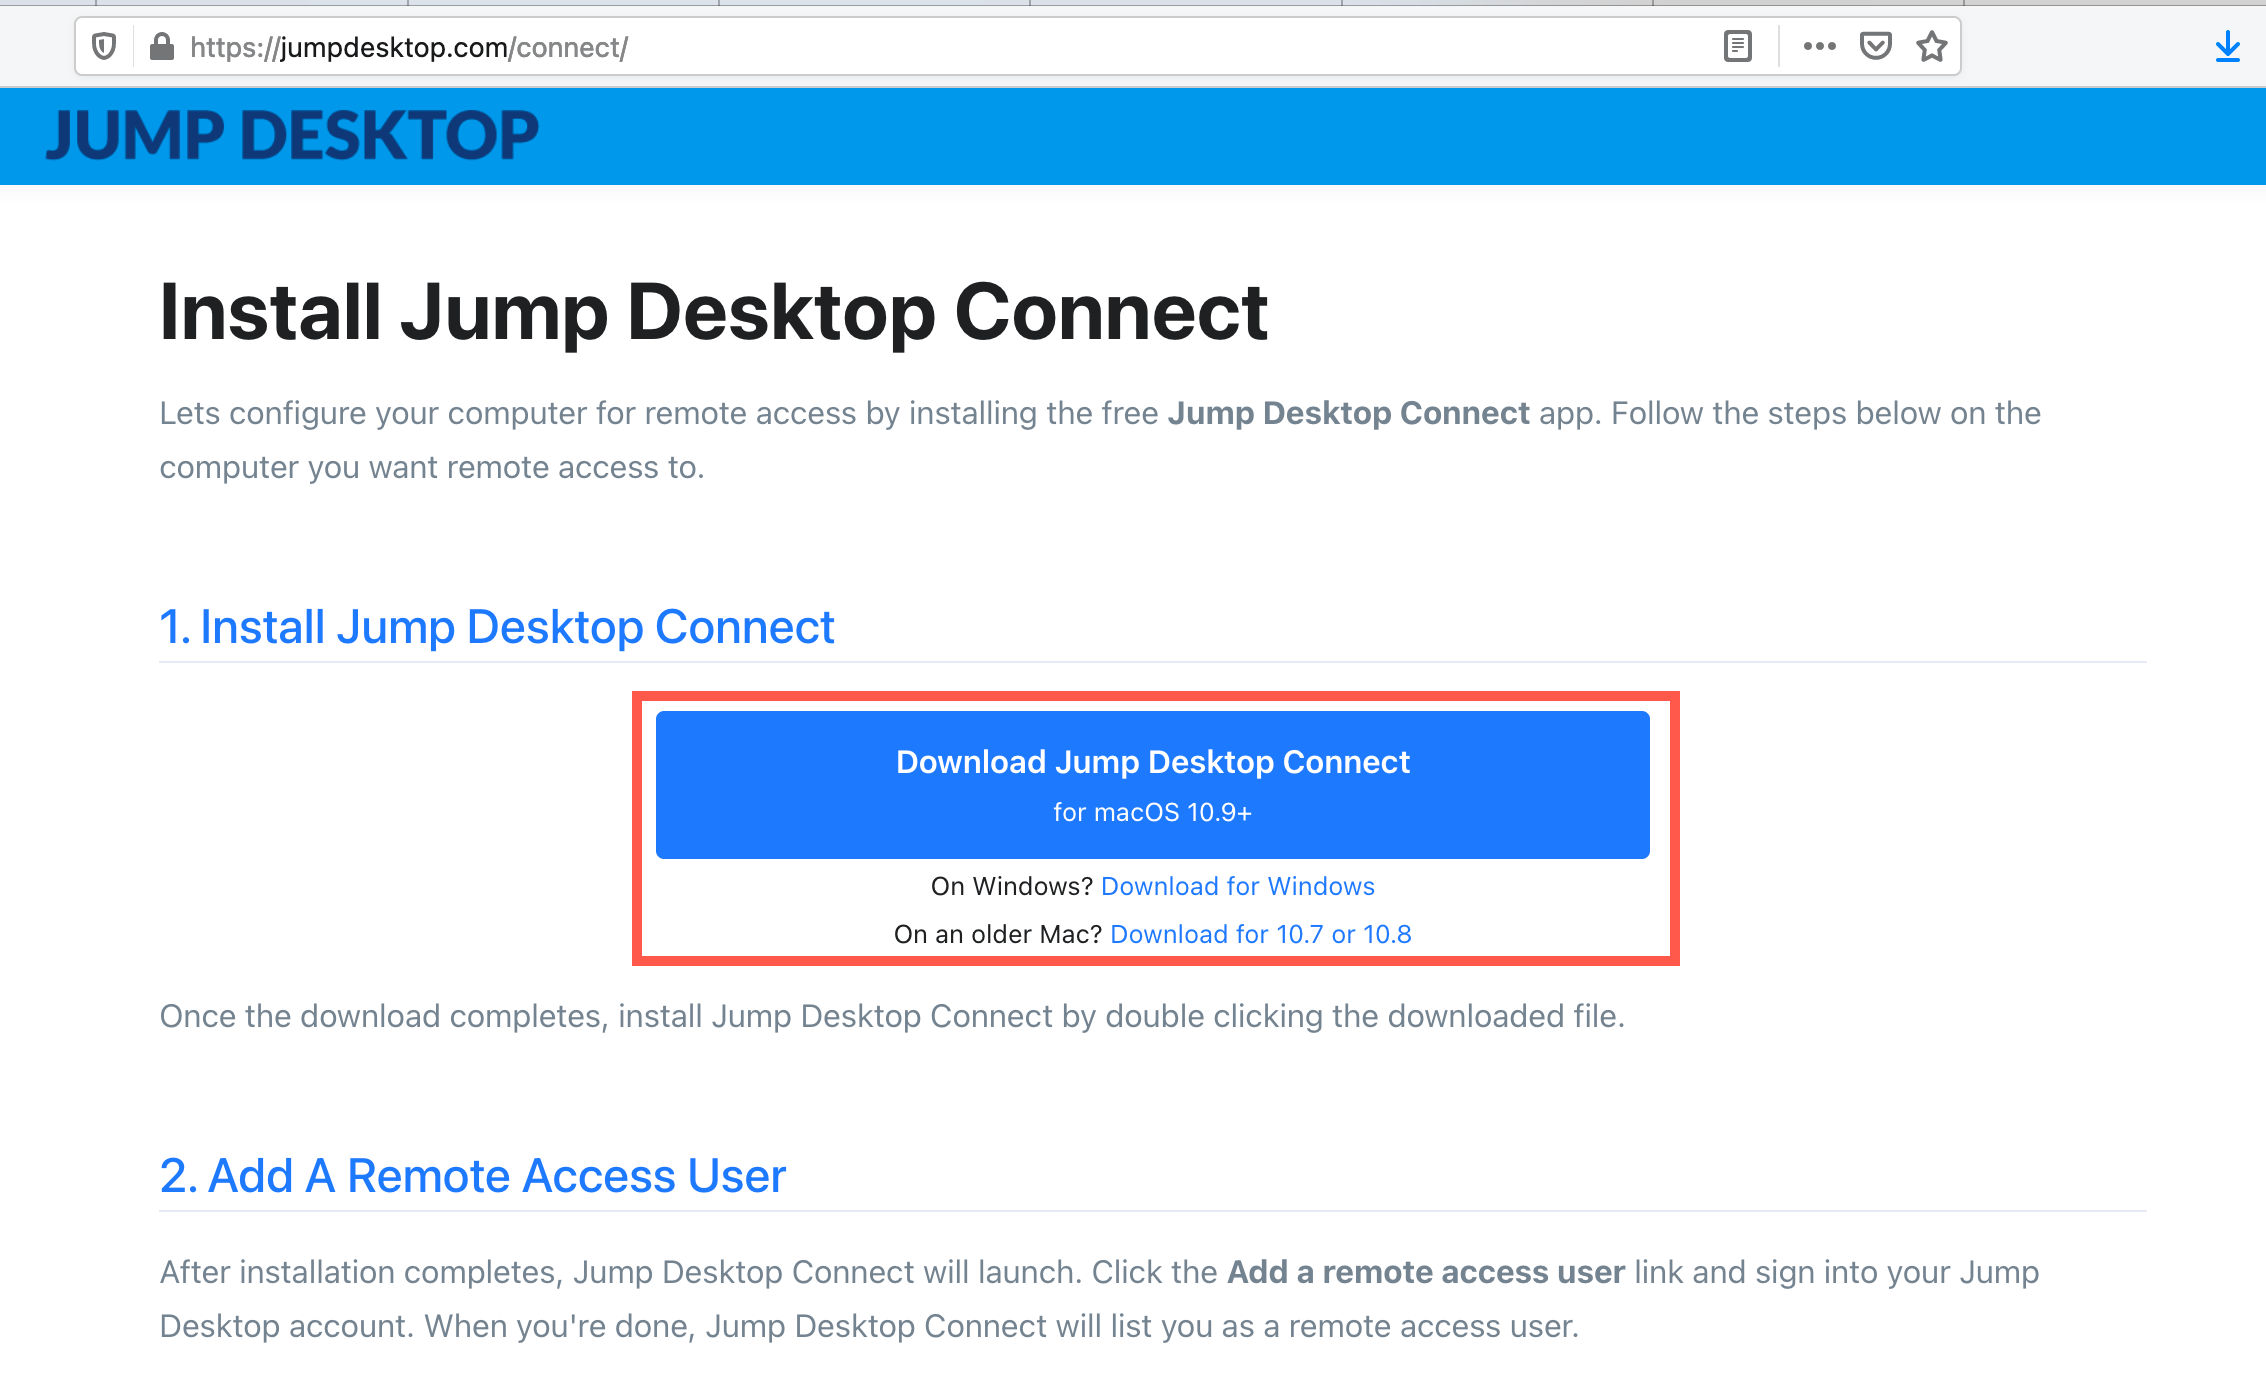 https://jumpdesktop.com/connect/
JUMP DESKTOP
Install Jump Desktop Connect
Lets configure your computer for remote access by installing the free Jump Desktop Connect app. Follow the steps below on the
computer you want remote access to.
1. Install Jump Desktop Connect
Download Jump Desktop Connect
for macOS 10.9+
On Windows? Download for Windows
On an older Mac? Download for 10.7 or 10.8
Once the download completes, install Jump Desktop Connect by double clicking the downloaded file.
2. Add A Remote Access User
After installation completes, Jump Desktop Connect will launch. Click the Add a remote access user link and sign into your Jump
Desktop account. When you're done, Jump Desktop Connect will list you as a remote access user.